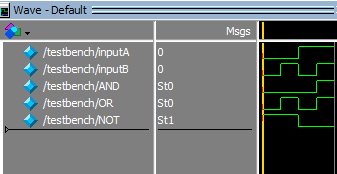 Wave - Default
Msgs
/testbench/inputA 0
/testbench/inputB 0
/testbench/AND St0
/testbench/OR St0
/testbench/NOT St1